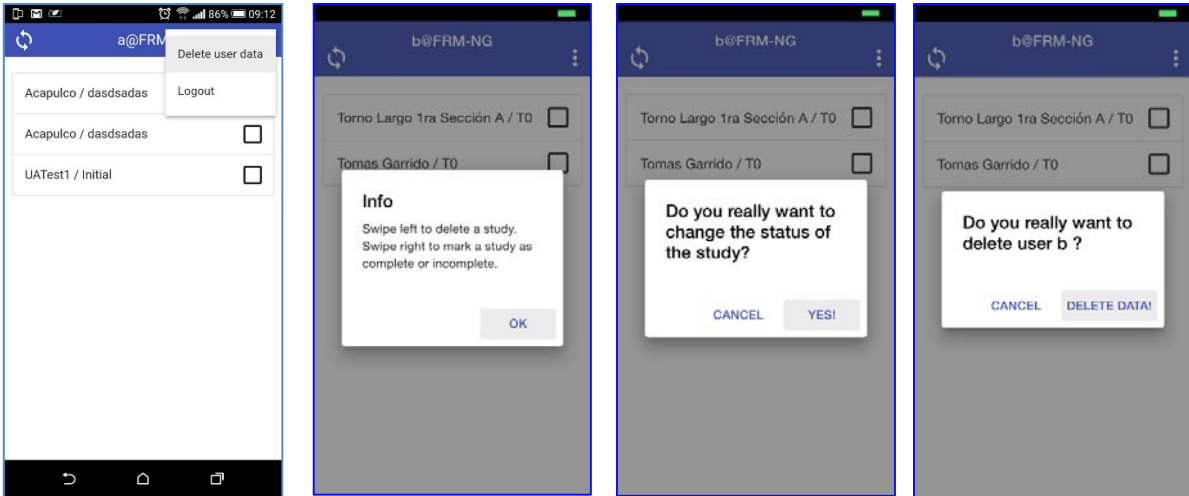 86% 09:12
a@FRM
Delete user data
Logout
Acapulco / dasdsadas
Acapulco / dasdsadas
UATest1 / Initial
b@FRM-NG
Torno Largo 1ra Sección A / T0
Tomas Garrido / T0
Info
Swipe left to delete a study.
Swipe right to mark a study as
complete or incomplete.
OK
b@FRM-NG
Torno Largo 1ra Sección A / T0
Tomas Garrido / T0
Do you really want to
change the status of
the study?
CANCEL YES!
b@FRM-NG
Torno Largo 1ra Sección A / T0
Tomas Garrido / T0
Do you really want to
delete user b ?
CANCEL DELETE DATA!